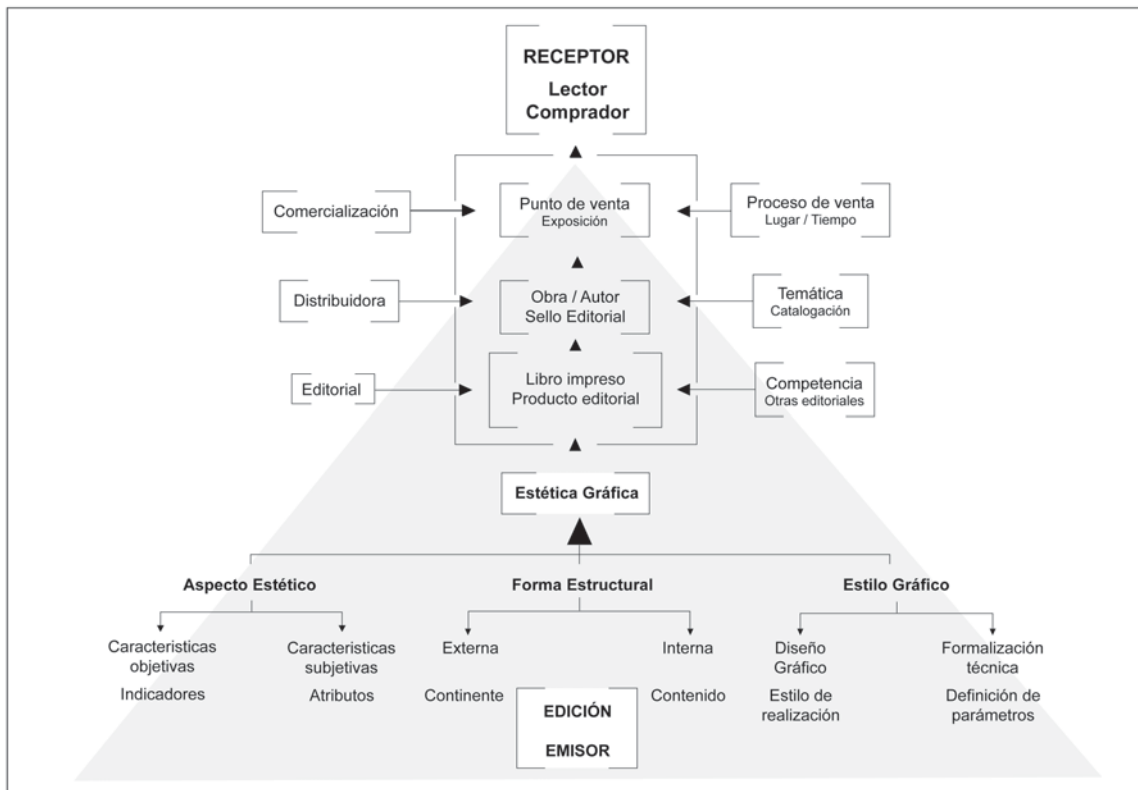 RECEPTOR
Lector
Comprador
Comercialización
Punto de venta
Exposición
Proceso de venta
Lugar / Tiempo
Distribuidora
Obra / Autor
Sello Editorial
Temática
Catalogación
Editorial
Libro impreso
Producto editorial
Competencia
Otras editoriales
Estética Gráfica
Aspecto Estético
Forma Estructural
Estilo Gráfico
Caracteristicas
objetivas
Indicadores
Caracteristicas
subjetivas
Atributos
Externa
Continente
Interna
Contenido
Diseño
Gráfico
Estilo de
realización
Formalización
técnica
Definición de
parámetros
EDICIÓN
EMISOR